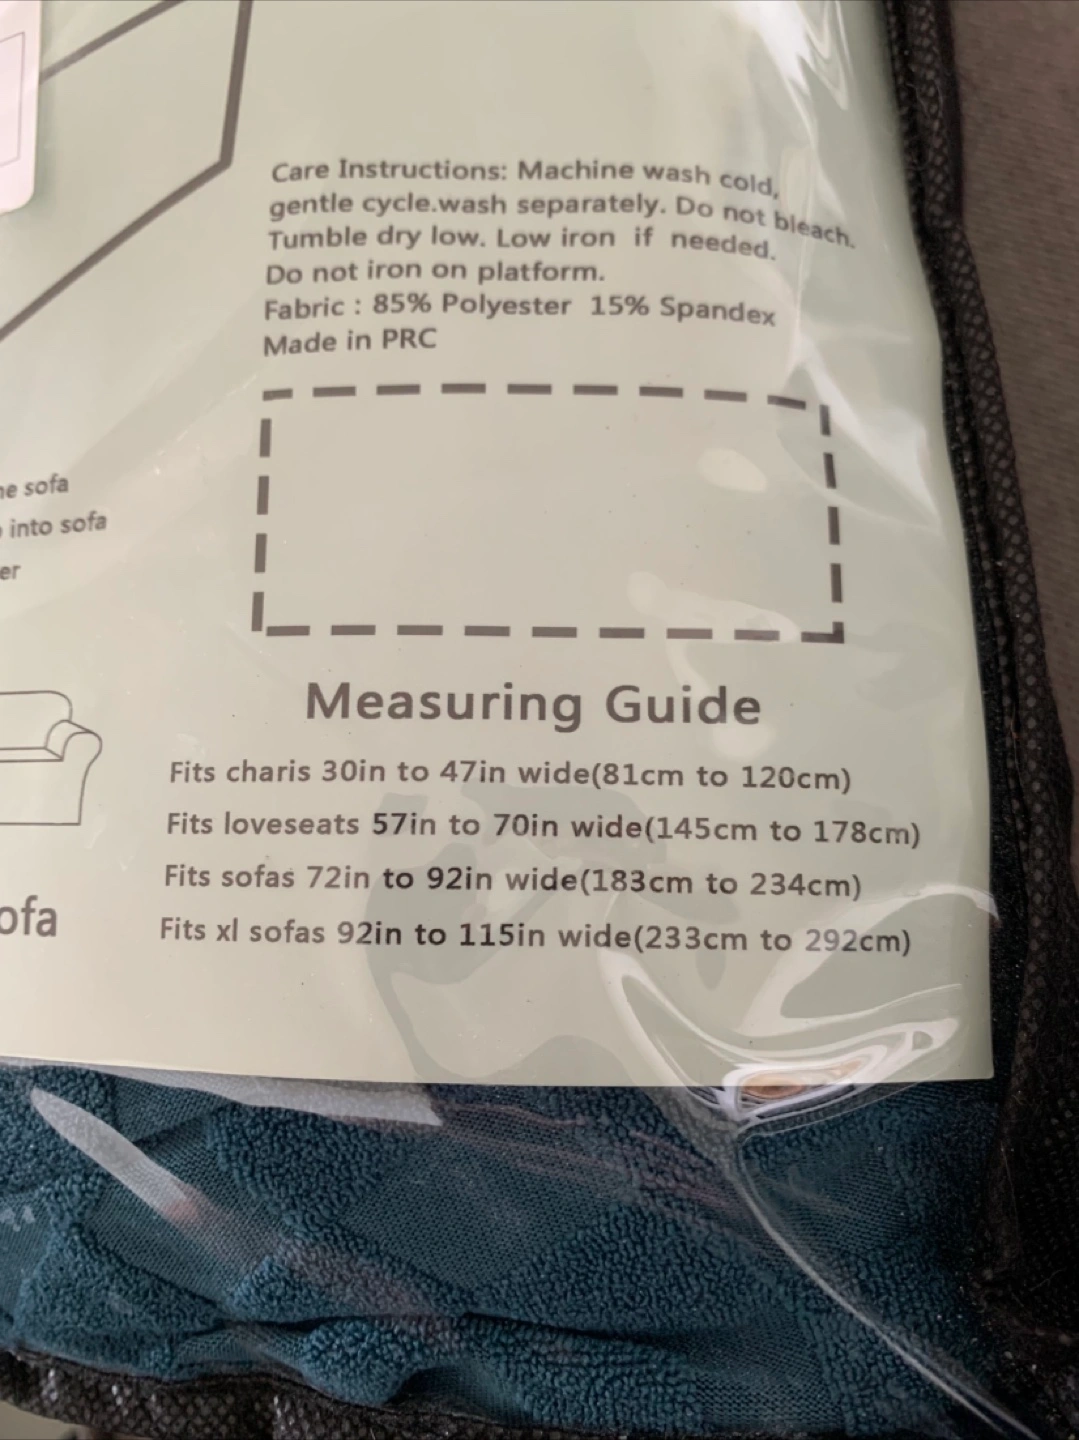 Care Instructions: Machine wash cold,
gentle cycle.wash separately. Do not bleach.
Tumble dry low. Low iron if needed.
Do not iron on platform.
Fabric : 85% Polyester 15% Spandex
Made in PRC
sofa
into sofa
Measuring Guide
Fits charis 30in to 47in wide(81cm to 120cm)
Fits loveseats 57in to 70in wide(145cm to 178cm)
Fits sofas 72in to 92in wide(183cm to 234cm)
Fits xl sofas 92in to 115in wide(233cm to 292cm)